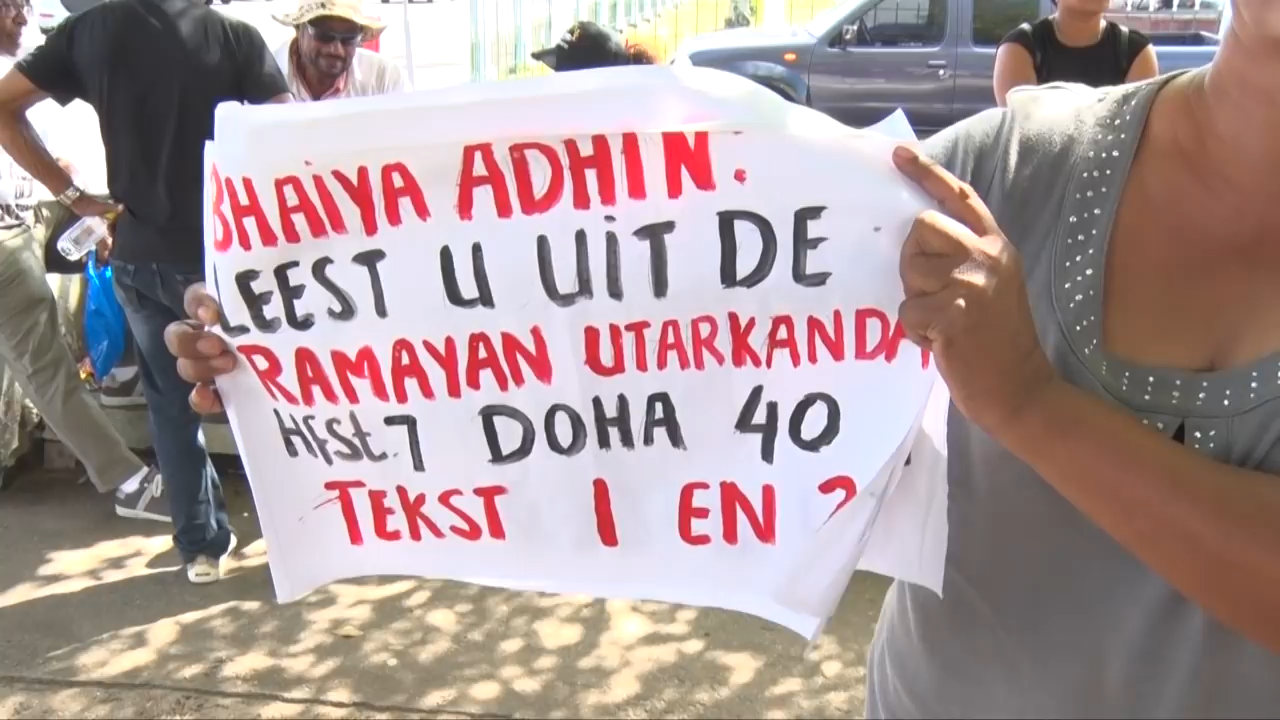 BHAiYA ADHIN:
LEEST U UiT DE
RAMAYAN UTARKANDA
HfSt.7 DOHA 40
TEKST 1 EN 2